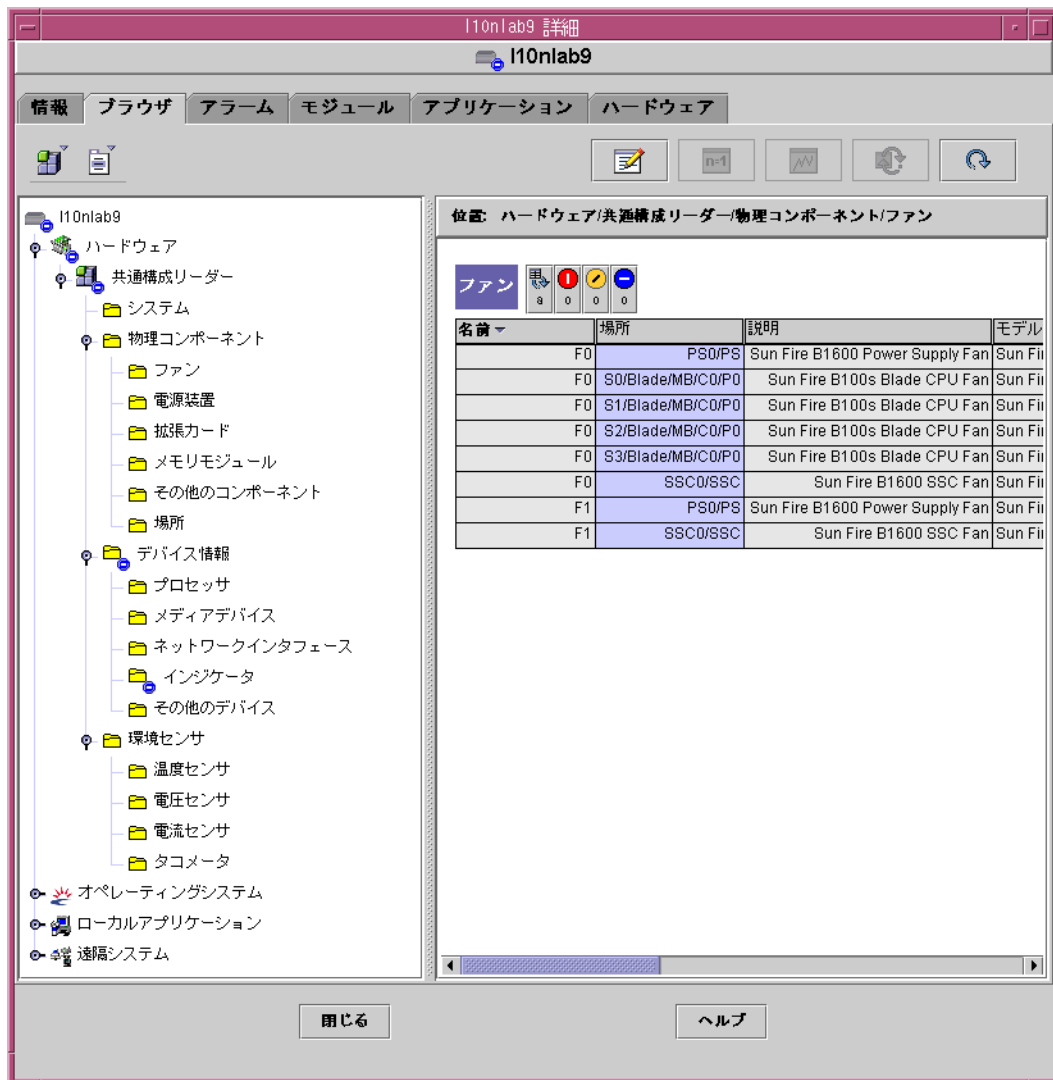 l10nlab9 詳細
l10nlab9
情報 ブラウザ アラーム モジュール アプリケーション ハードウェア
n=1
l10nlab9
ハードウェア
共通構成リーダー
システム
物理コンポーネント
ファン
電源装置
拡張カード
メモリモジュール
その他のコンポーネント
場所
デバイス情報
プロセッサ
メディアデバイス
ネットワークインタフェース
インジケータ
その他のデバイス
環境センサ
温度センサ
電圧センサ
電流センサ
タコメータ
オペレーティングシステム
ローカルアプリケーション
遠隔システム
位置: ハードウェア/共通構成リーダー/物理コンポーネント/ファン
ファン 8 0 0 0
名前 場所 説明 モデル
F0 PS0/PS Sun Fire B1600 Power Supply Fan Sun Fi
F0 S0/Blade/MB/C0/P0 Sun Fire B100s Blade CPU Fan Sun Fi
F0 S1/Blade/MB/C0/P0 Sun Fire B100s Blade CPU Fan Sun Fi
F0 S2/Blade/MB/C0/P0 Sun Fire B100s Blade CPU Fan Sun Fi
F0 S3/Blade/MB/C0/P0 Sun Fire B100s Blade CPU Fan Sun Fi
F0 SSC0/SSC Sun Fire B1600 SSC Fan Sun Fi
F1 PS0/PS Sun Fire B1600 Power Supply Fan Sun Fi
F1 SSC0/SSC Sun Fire B1600 SSC Fan Sun Fi
閉じる ヘルプ